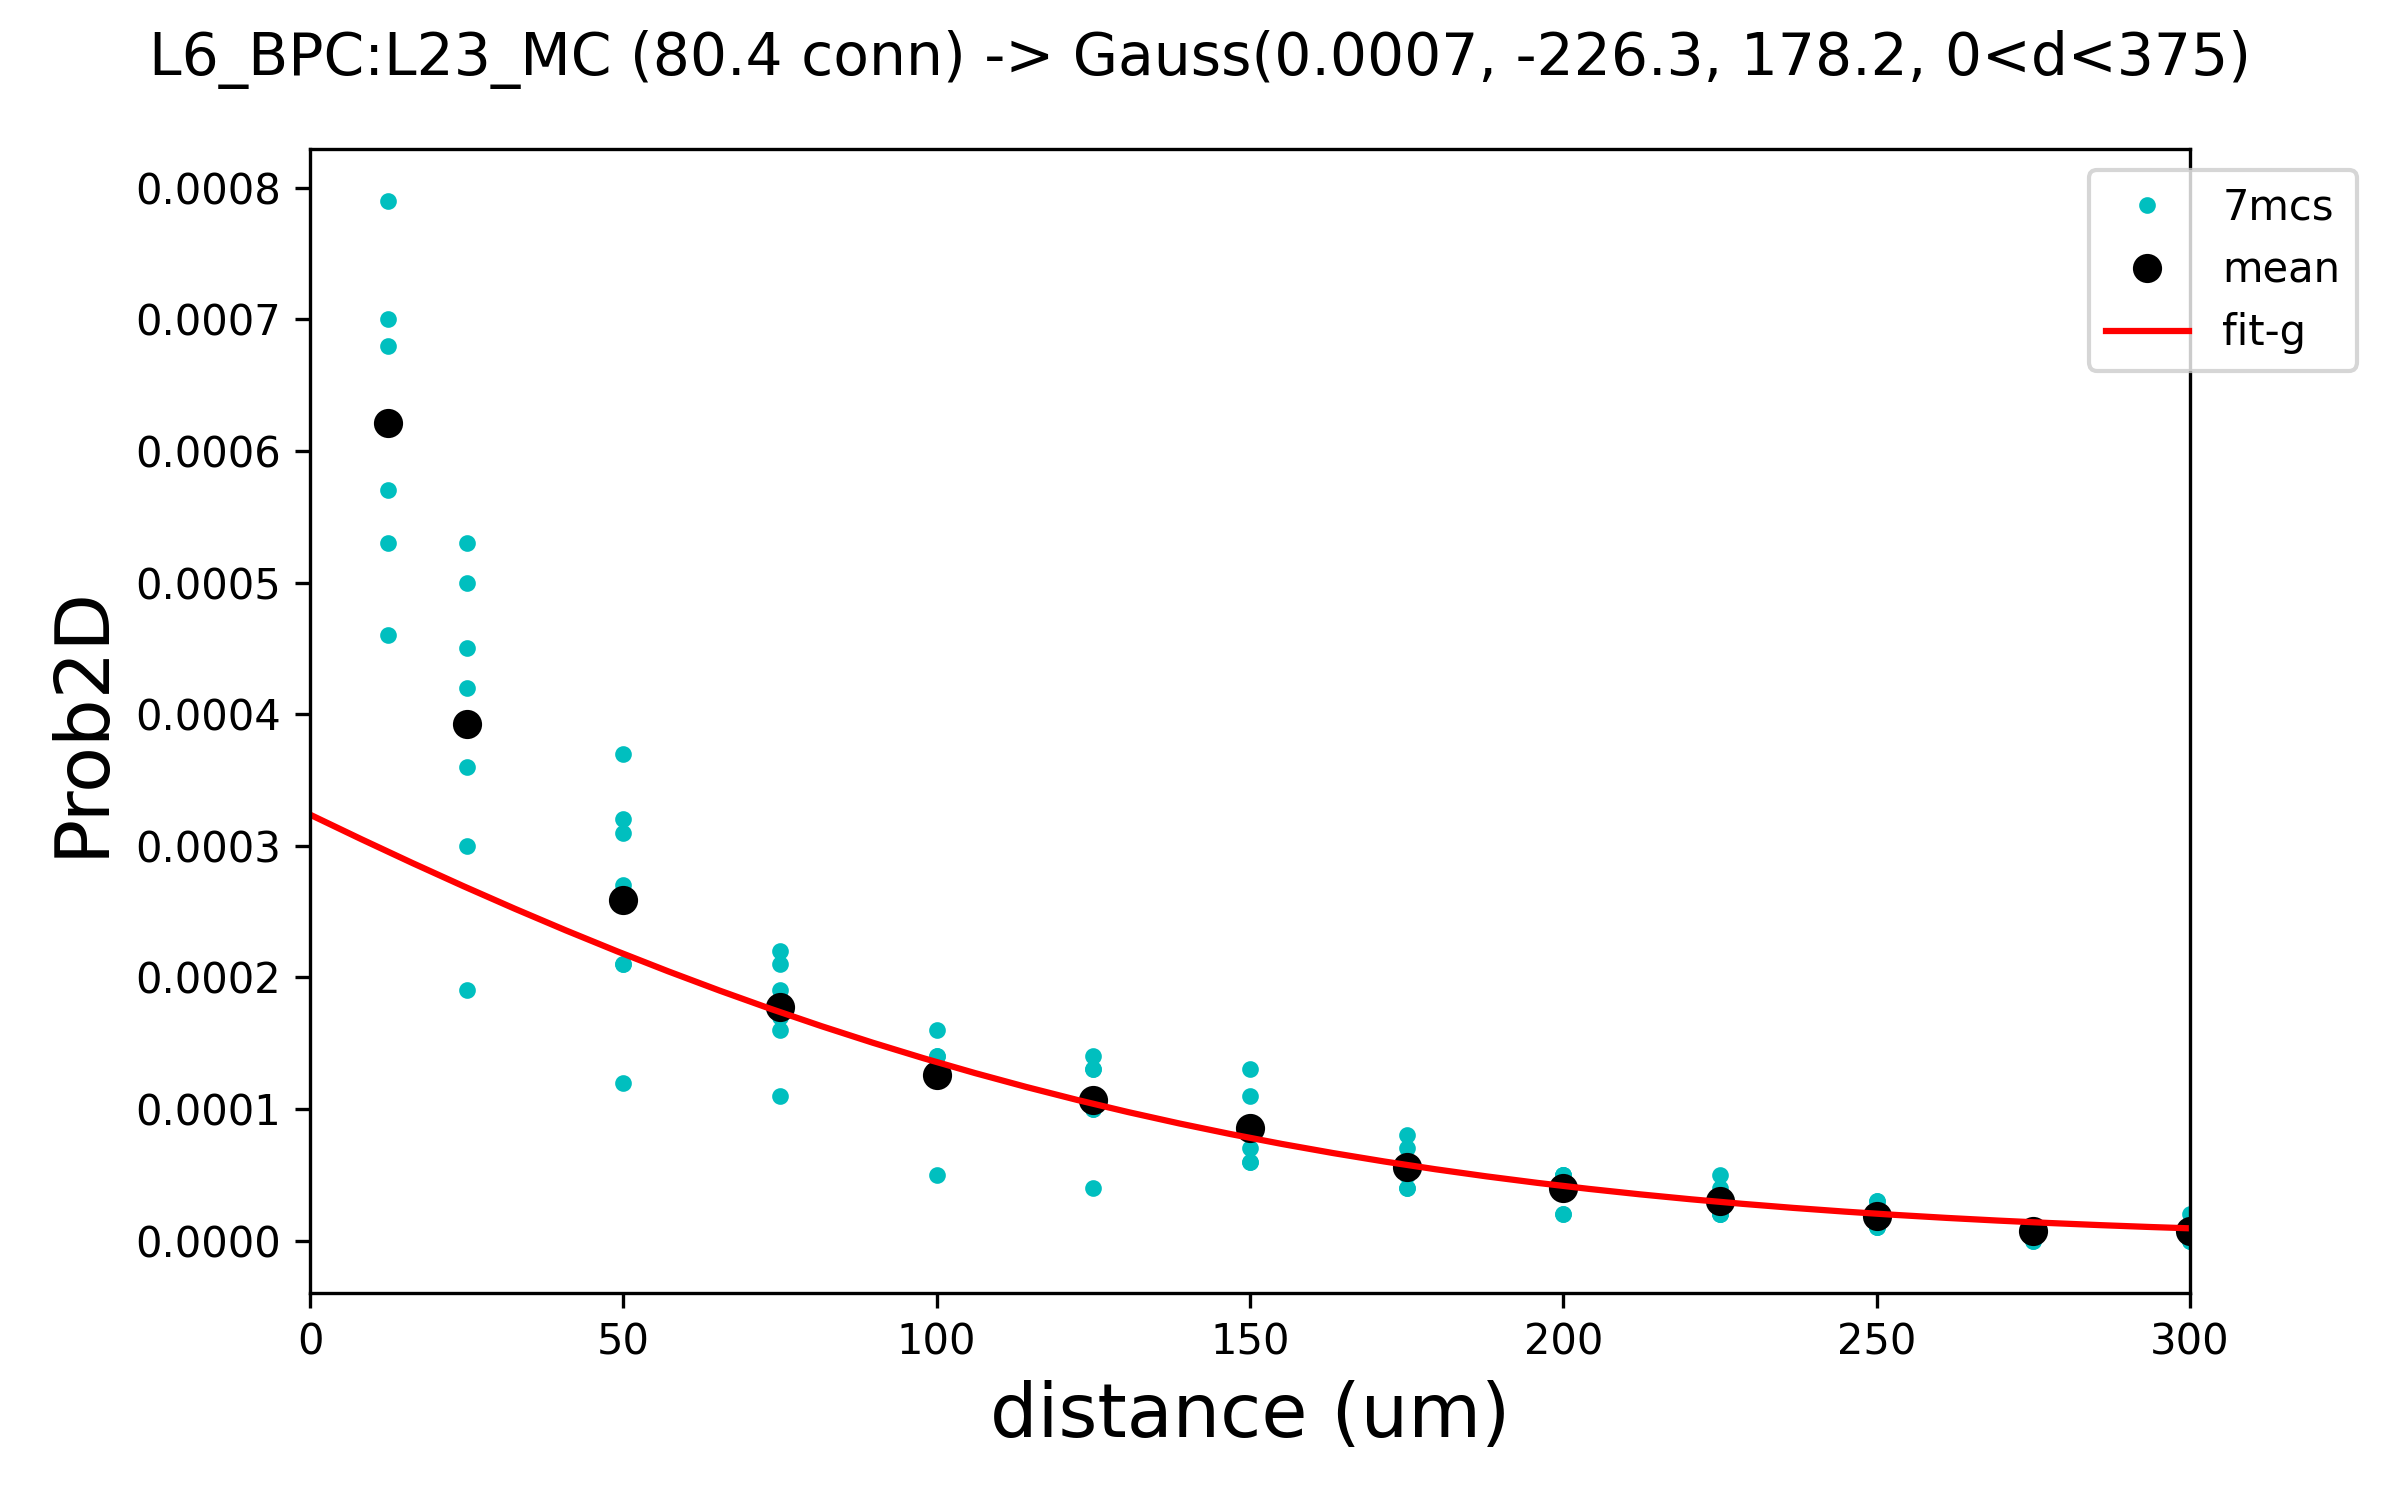 L6_BPC:L23_MC (80.4 conn) -> Gauss(0.0007, -226.3, 178.2, 0<d<375)
7mcs
mean
fit-g
Prob2D
0.0008
0.0007
0.0006
0.0005
0.0004
0.0003
0.0002
0.0001
0.0000
0 50 100 150 200 250 300
distance (um)